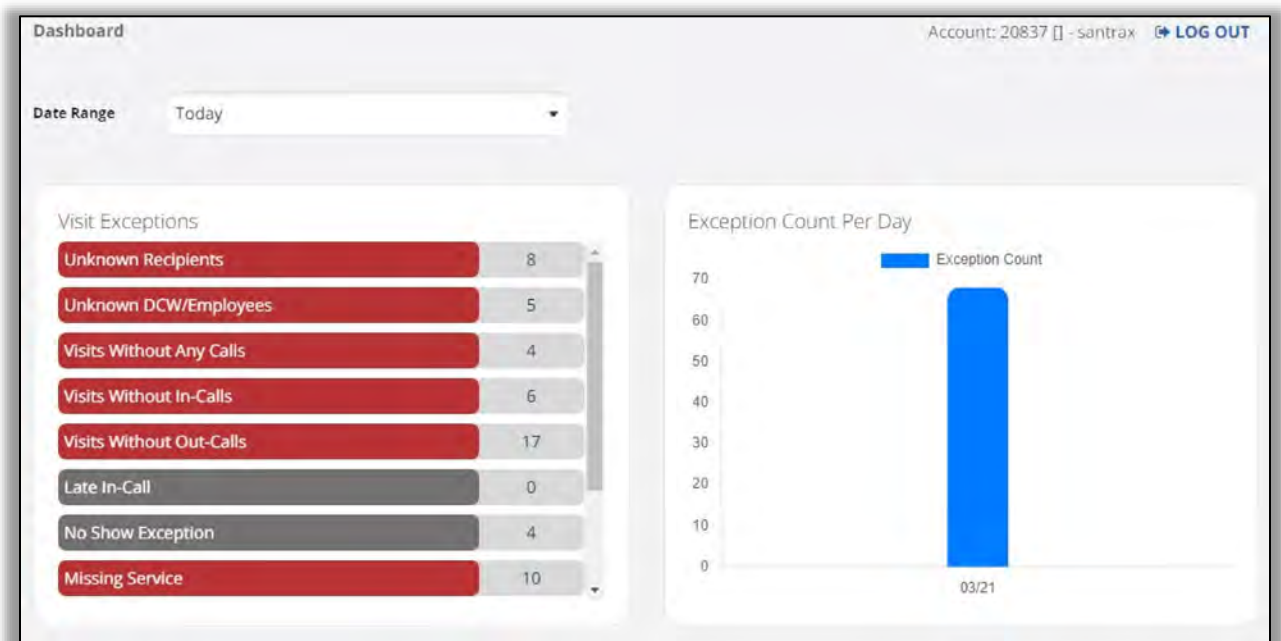 Dashboard
Account: 20837 [] - santrax LOG OUT
Date Range Today
Visit Exceptions
Unknown Recipients 8
Unknown DCW/Employees 5
Visits Without Any Calls 4
Visits Without In-Calls 6
Visits Without Out-Calls 17
Late In-Call 0
No Show Exception 4
Missing Service 10
Exception Count Per Day
Exception Count
70
60
50
40
30
20
10
0
03/21